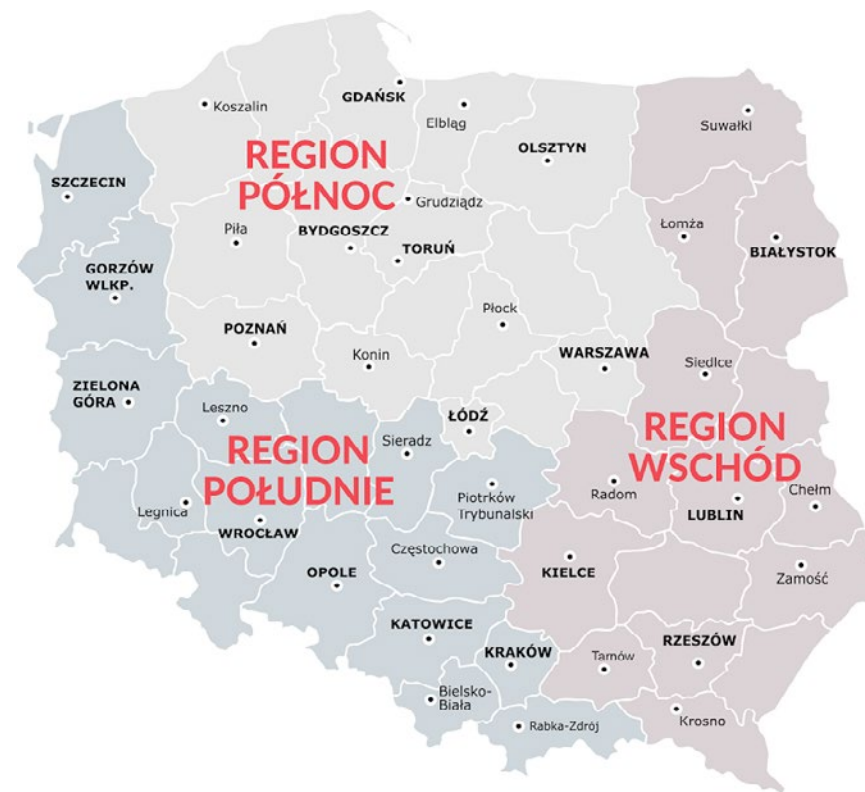 Koszalin
GDAŃSK
Elbląg
Suwałki
OLSZTYN
REGION
PÓŁNOC
SZCZECIN
Grudziądz
Piła
BYDGOSZCZ
TORUŃ
Łomża
BIAŁYSTOK
GORZÓW
WLKP.
Płock
POZNAŃ
Konin
WARSZAWA
Siedlce
ZIELONA
GÓRA
Leszno
ŁÓDŹ
REGION
WSCHÓD
Sieradz
REGION
POŁUDNIE
Piotrków
Trybunalski
Radom
Chełm
LUBLIN
Legnica
WROCŁAW
Częstochowa
OPOLE
KIELCE
Zamość
KATOWICE
KRAKÓW
Tarnów
RZESZÓW
Bielsko-
Biała
Rabka-Zdrój
Krosno